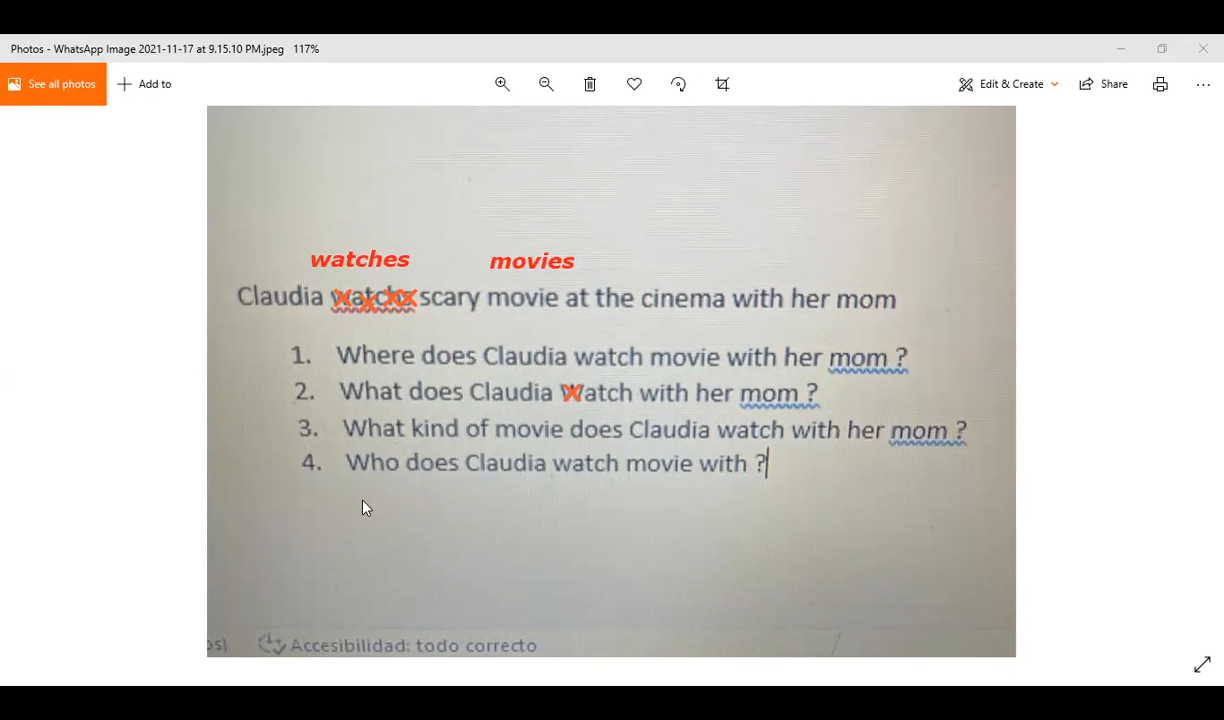 Photos - WhatsApp Image 2021-11-17 at 9.15.10 PM.jpeg 117%
See all photos Add to Edit & Create Share
watches movies
Claudia scary movie at the cinema with her mom
1. Where does Claudia watch movie with her mom ?
2. What does Claudia Watch with her mom ?
3. What kind of movie does Claudia watch with her mom ?
4. Who does Claudia watch movie with ?
os) Accesibilidad: todo correcto